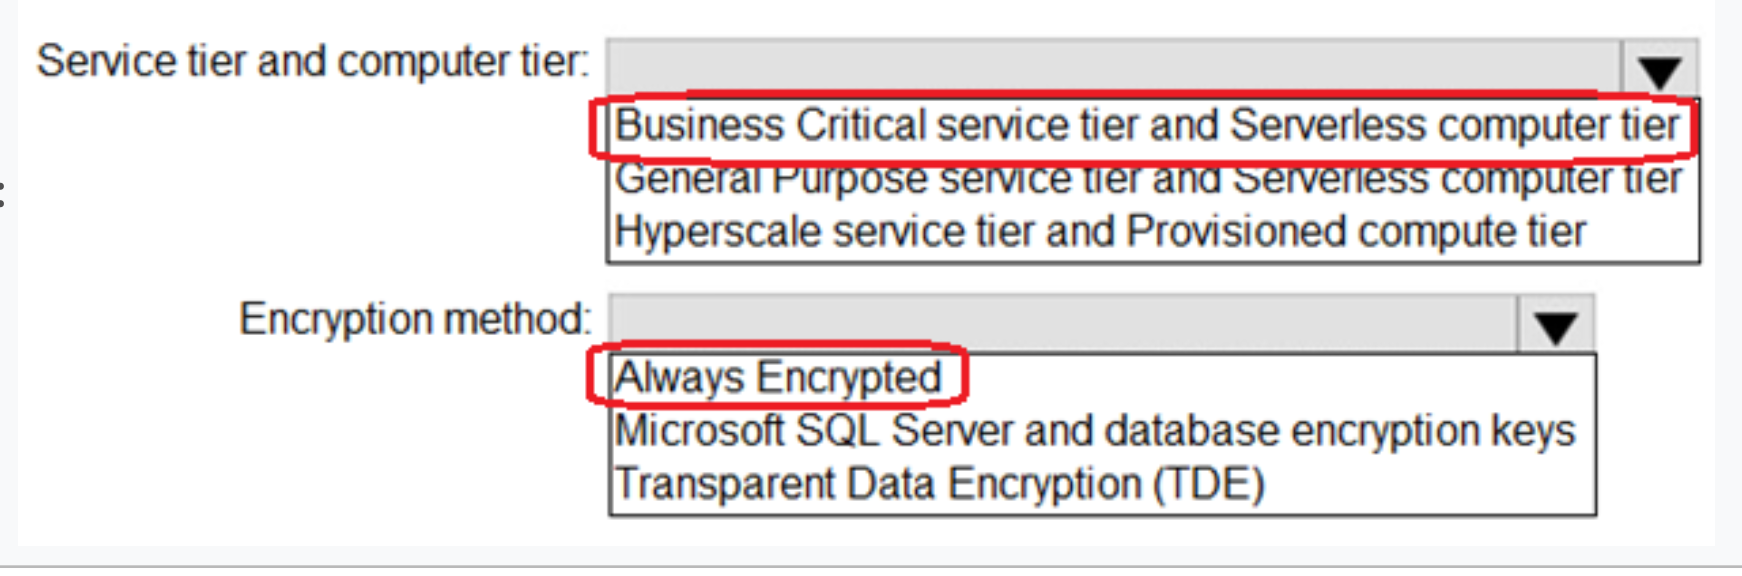 Service tier and computer tier:
Business Critical service tier and Serverless computer tier
General Purpose service tier and Serverless computer tier
Hyperscale service tier and Provisioned compute tier
Encryption method:
Always Encrypted
Microsoft SQL Server and database encryption keys
Transparent Data Encryption (TDE)